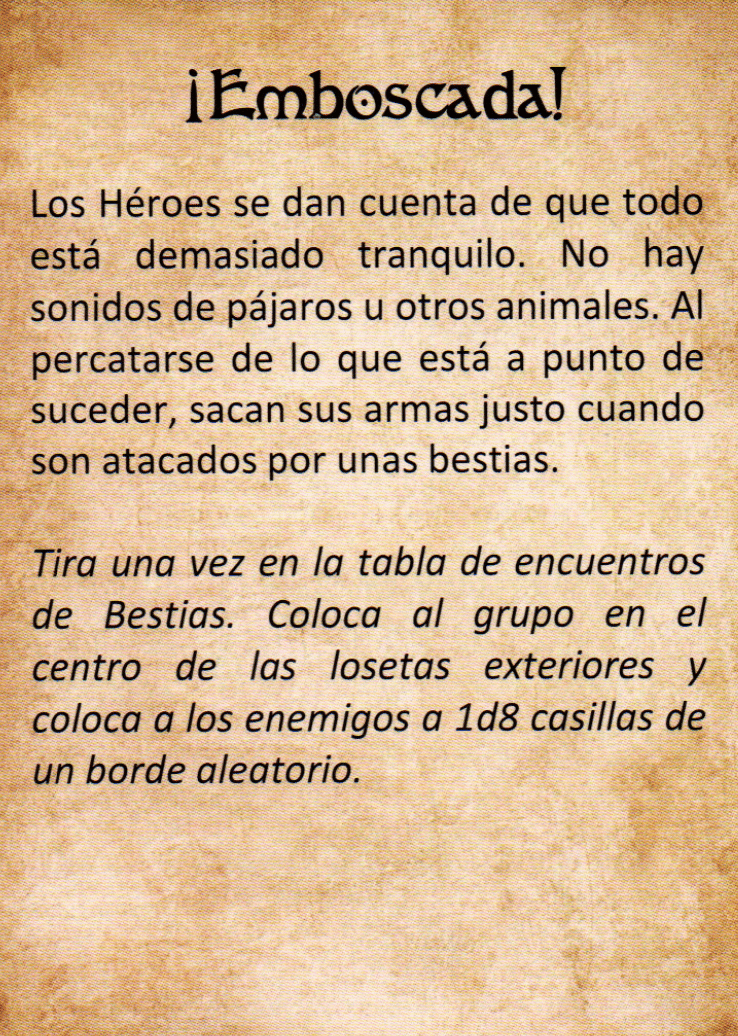 ¡Emboscada!
Los Héroes se dan cuenta de que todo
está demasiado tranquilo. No hay
sonidos de pájaros u otros animales. Al
percatarse de lo que está a punto de
suceder, sacan sus armas justo cuando
son atacados por unas bestias.
Tira una vez en la tabla de encuentros
de Bestias. Coloca al grupo en el
centro de las losetas exteriores y
coloca a los enemigos a 1d8 casillas de
un borde aleatorio.